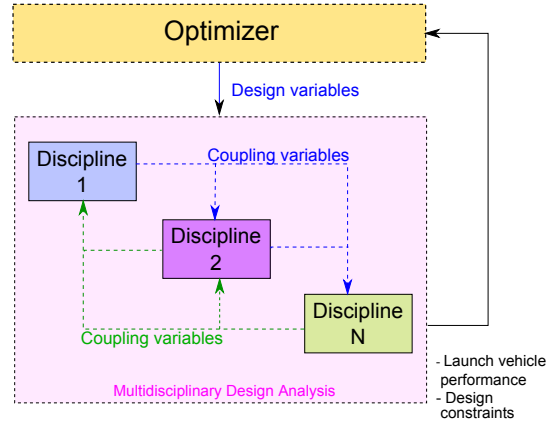 Optimizer
Design variables
Discipline
1
Coupling variables
Discipline
2
Discipline
N
Coupling variables
Multidisciplinary Design Analysis
- Launch vehicle
performance
- Design
constraints